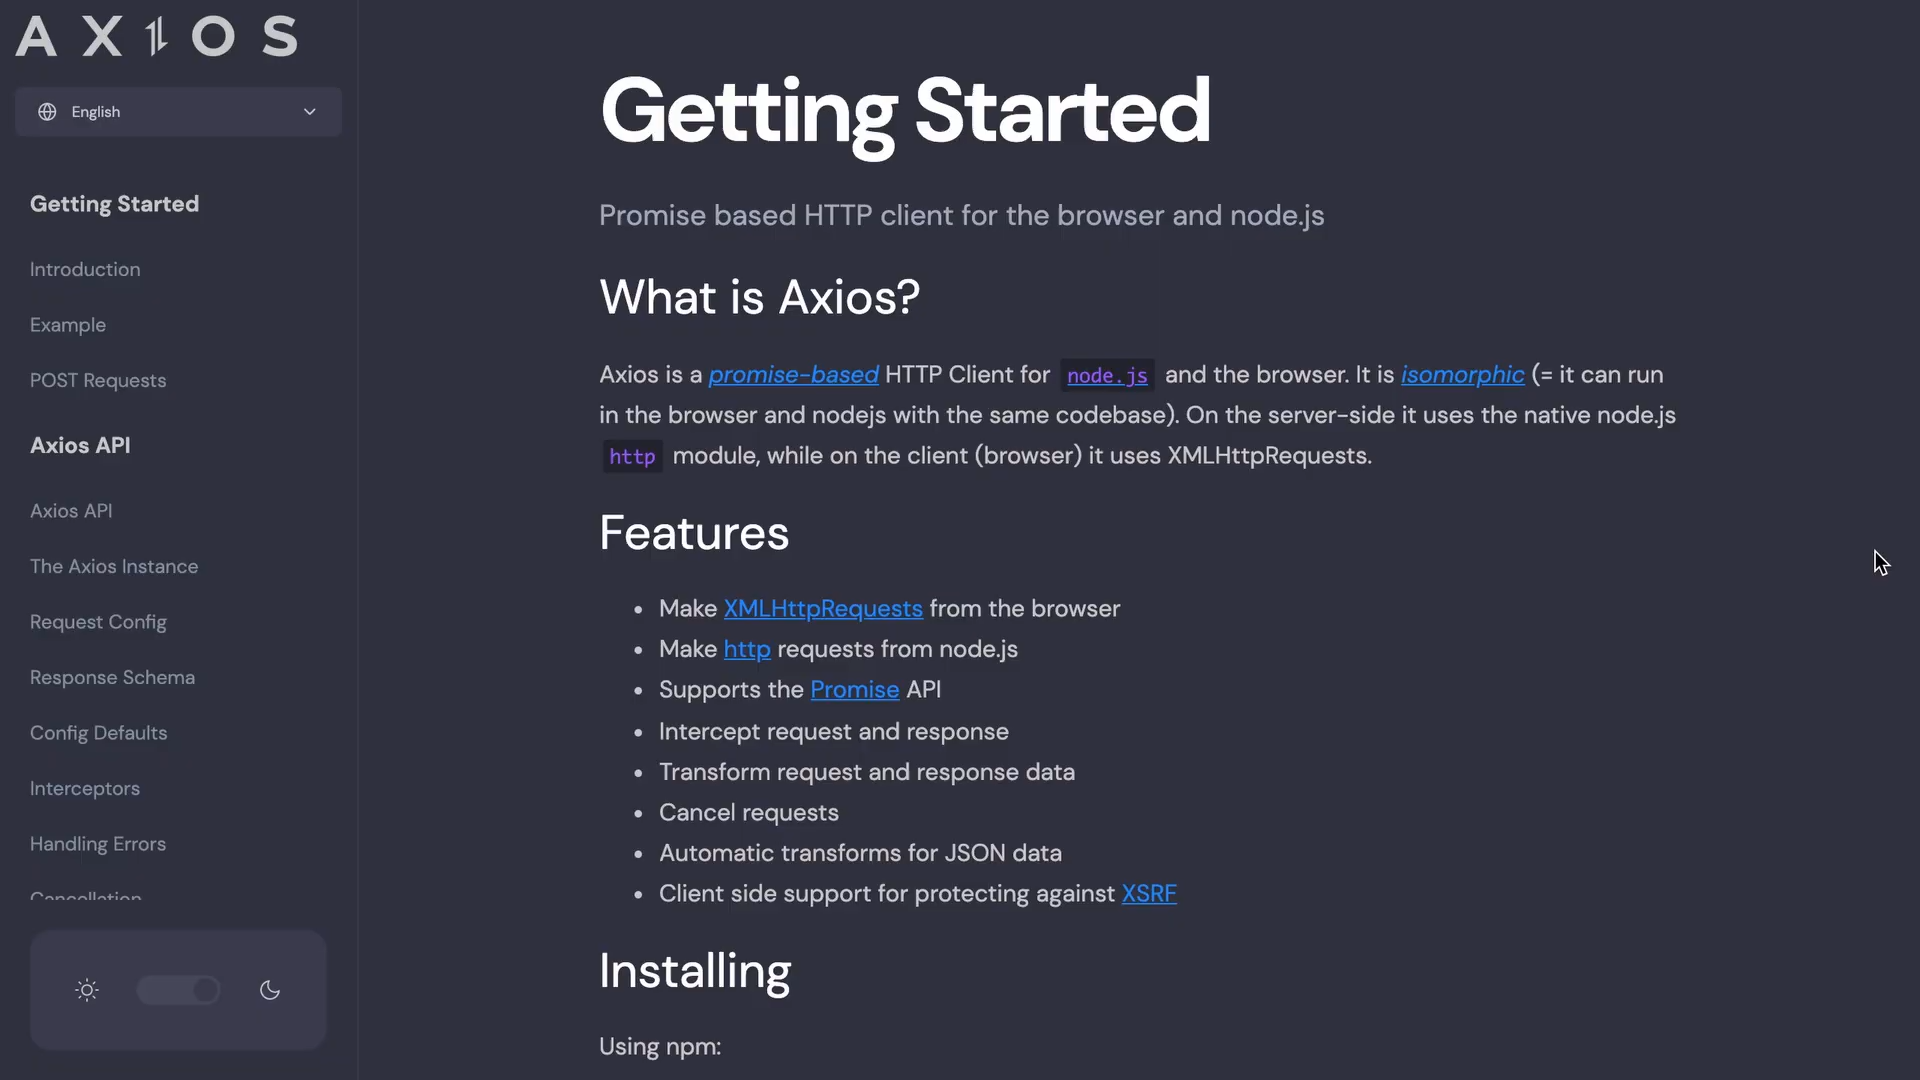 AXIOS
English
Getting Started
Introduction
Example
POST Requests
Axios API
Axios API
The Axios Instance
Request Config
Response Schema
Config Defaults
Interceptors
Handling Errors
Cancellation
Getting Started
Promise based HTTP client for the browser and node.js
What is Axios?
Axios is a promise-based HTTP Client for node.js and the browser. It is isomorphic (= it can run
in the browser and nodejs with the same codebase). On the server-side it uses the native node.js
http module, while on the client (browser) it uses XMLHttpRequests.
Features
• Make XMLHttpRequests from the browser
• Make http requests from node.js
• Supports the Promise API
• Intercept request and response
• Transform request and response data
• Cancel requests
• Automatic transforms for JSON data
• Client side support for protecting against XSRF
Installing
Using npm: